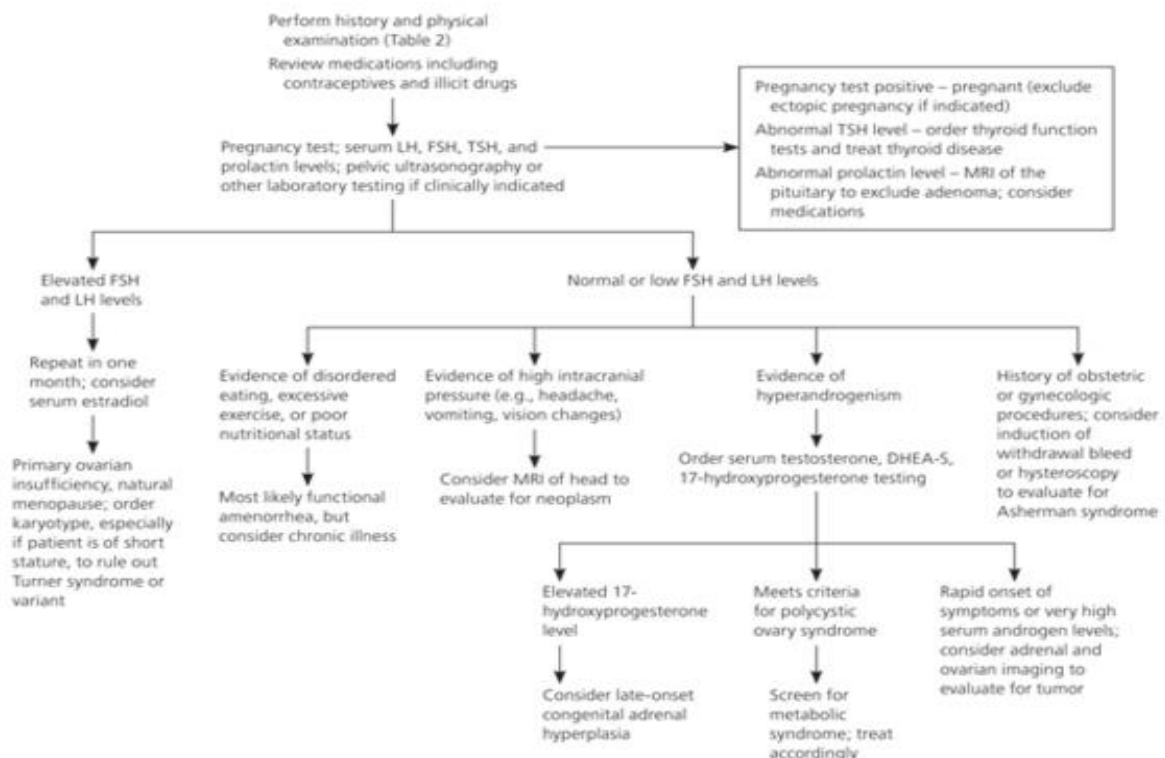 Perform history and physical
examination (Table 2)
Review medications including
contraceptives and illicit drugs
Pregnancy test; serum LH, FSH, TSH, and
prolactin levels; pelvic ultrasonography or
other laboratory testing if clinically indicated
Pregnancy test positive – pregnant (exclude
ectopic pregnancy if indicated)
Abnormal TSH level – order thyroid function
tests and treat thyroid disease
Abnormal prolactin level – MRI of the
pituitary to exclude adenoma; consider
medications
Elevated FSH
and LH levels
Repeat in one
month; consider
serum estradiol
Primary ovarian
insufficiency, natural
menopause; order
karyotype, especially
if patient is of short
stature, to rule out
Turner syndrome or
variant
Normal or low FSH and LH levels
Evidence of disordered
eating, excessive
exercise, or poor
nutritional status
Most likely functional
amenorrhea, but
consider chronic illness
Evidence of high intracranial
pressure (e.g., headache,
vomiting, vision changes)
Consider MRI of head to
evaluate for neoplasm
Evidence of
hyperandrogenism
Order serum testosterone, DHEA-S,
17-hydroxyprogesterone testing
Elevated 17-
hydroxyprogesterone
level
Consider late-onset
congenital adrenal
hyperplasia
Meets criteria
for polycystic
ovary syndrome
Screen for
metabolic
syndrome; treat
accordingly
Rapid onset of
symptoms or very high
serum androgen levels;
consider adrenal and
ovarian imaging to
evaluate for tumor
History of obstetric
or gynecologic
procedures; consider
induction of
withdrawal bleed
or hysteroscopy
to evaluate for
Asherman syndrome